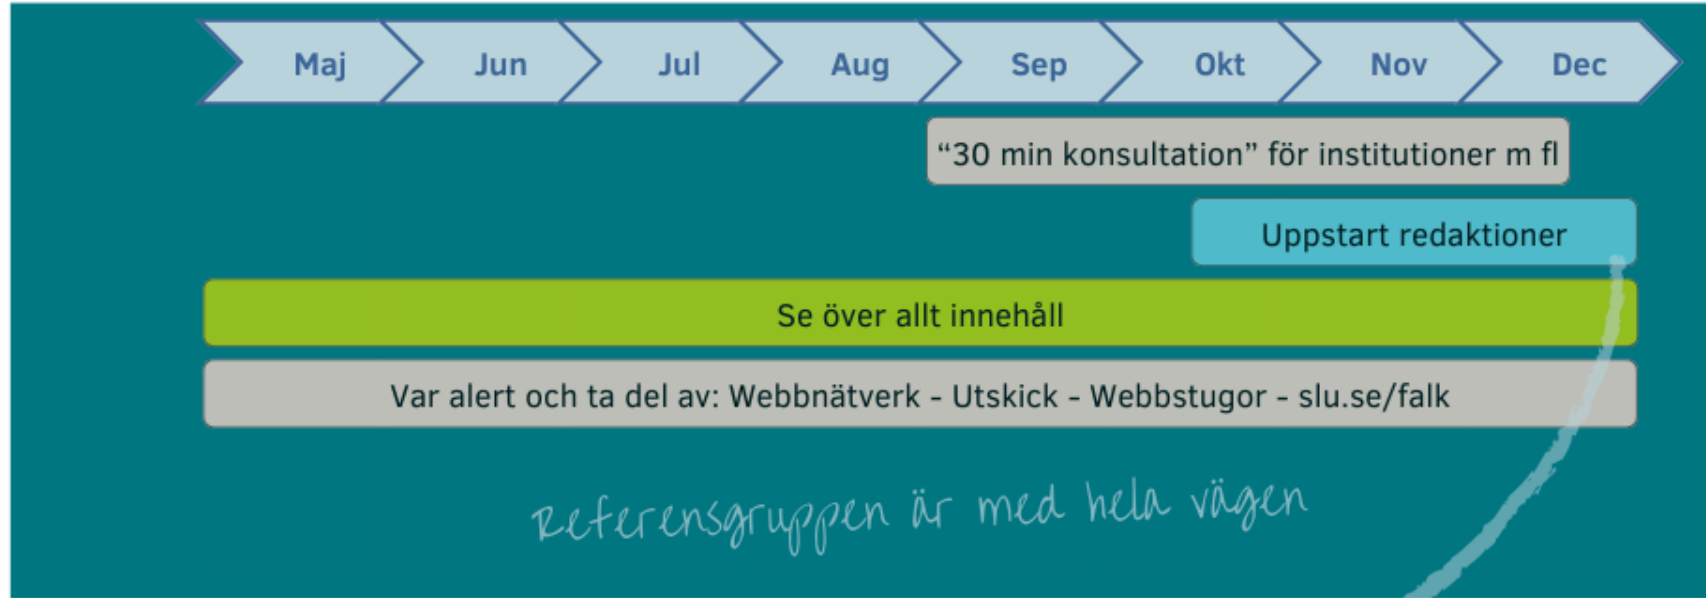 Maj Jun Jul Aug Sep Okt Nov Dec
“30 min konsultation” för institutioner m fl
Uppstart redaktioner
Se över allt innehåll
Var alert och ta del av: Webbnätverk - Utskick - Webbstugor - slu.se/falk
Referensgruppen är med hela vägen